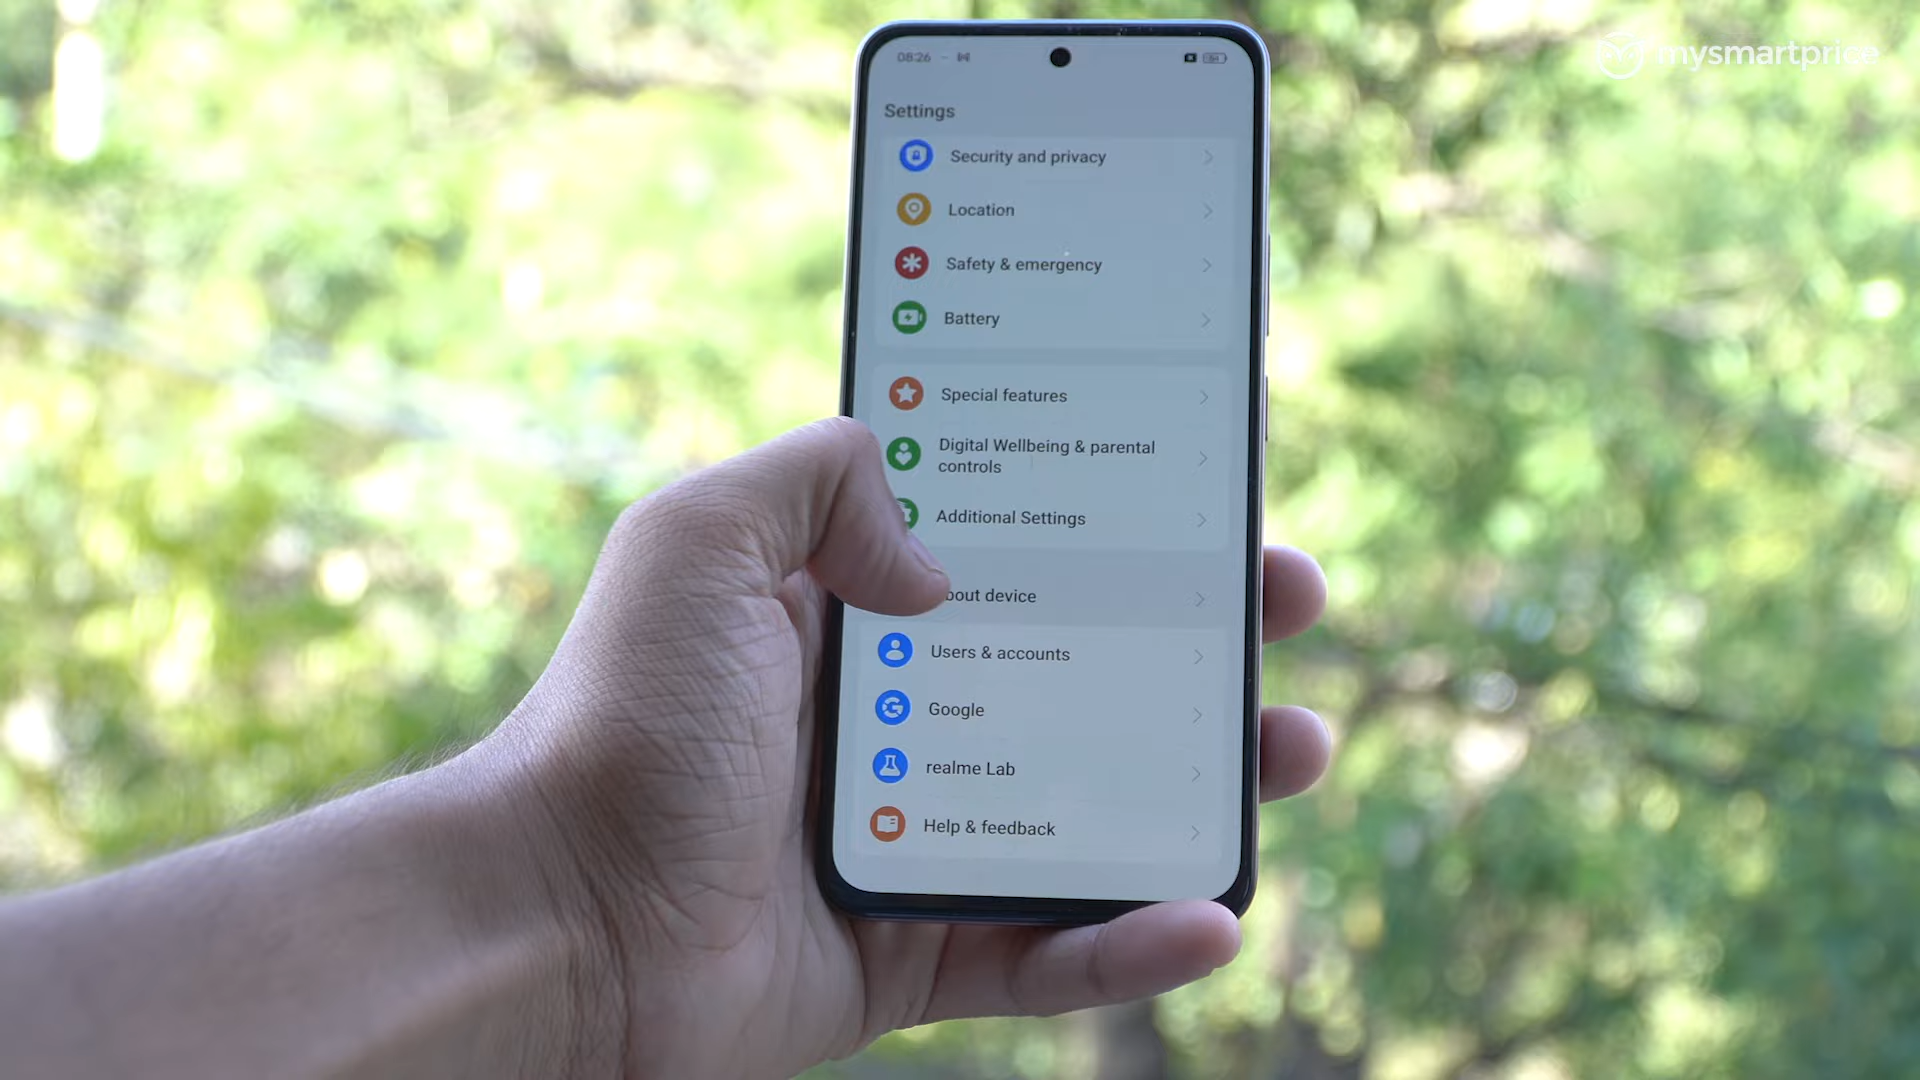 mysmartprice
08:26
Settings
Security and privacy
Location
Safety & emergency
Battery
Special features
Digital Wellbeing & parental
controls
Additional Settings
bout device
Users & accounts
Google
realme Lab
Help & feedback